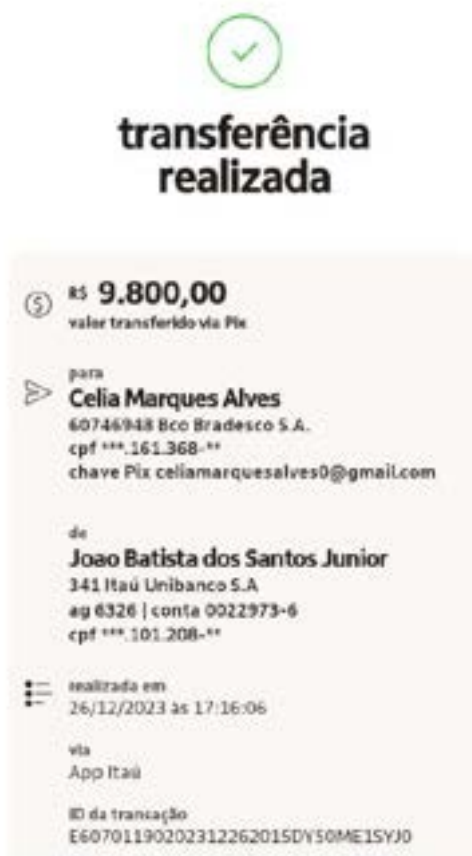 transferência
realizada
R$ 9.800,00
valor transferido via Pix
para
Celia Marques Alves
60746948 Bco Bradesco S.A.
cpf ***.161.368-**
chave Pix celiamarquesalves0@gmail.com
de
Joao Batista dos Santos Junior
341 Itaú Unibanco S.A
ag 6326 | conta 0022973-6
cpf ***.101.208-**
realizada em
26/12/2023 às 17:16:06
via
App Itaú
ID da transação
E60701190202312262015DY50ME1SYJ0